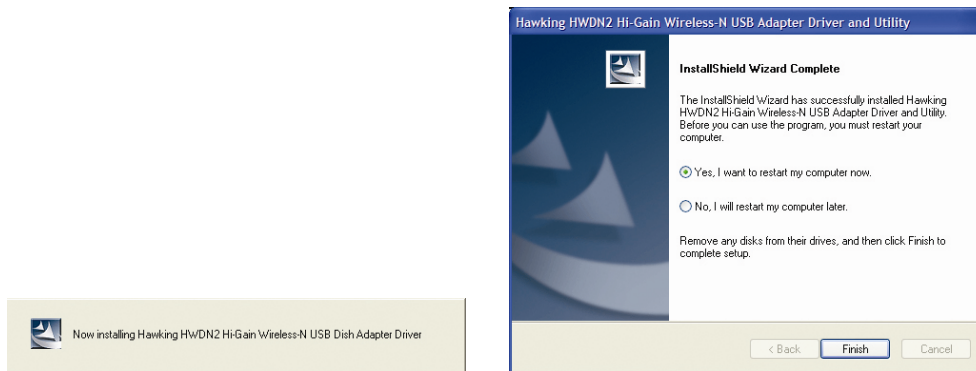 Now installing Hawking HWDN2 Hi-Gain Wireless-N USB Dish Adapter Driver
Hawking HWDN2 Hi-Gain Wireless-N USB Adapter Driver and Utility
InstallShield Wizard Complete
The InstallShield Wizard has successfully installed Hawking
HWDN2 Hi-Gain Wireless-N USB Adapter Driver and Utility.
Before you can use the program, you must restart your
computer.
Yes, I want to restart my computer now.
No, I will restart my computer later.
Remove any disks from their drives, and then click Finish to
complete setup.
< Back
Finish
Cancel